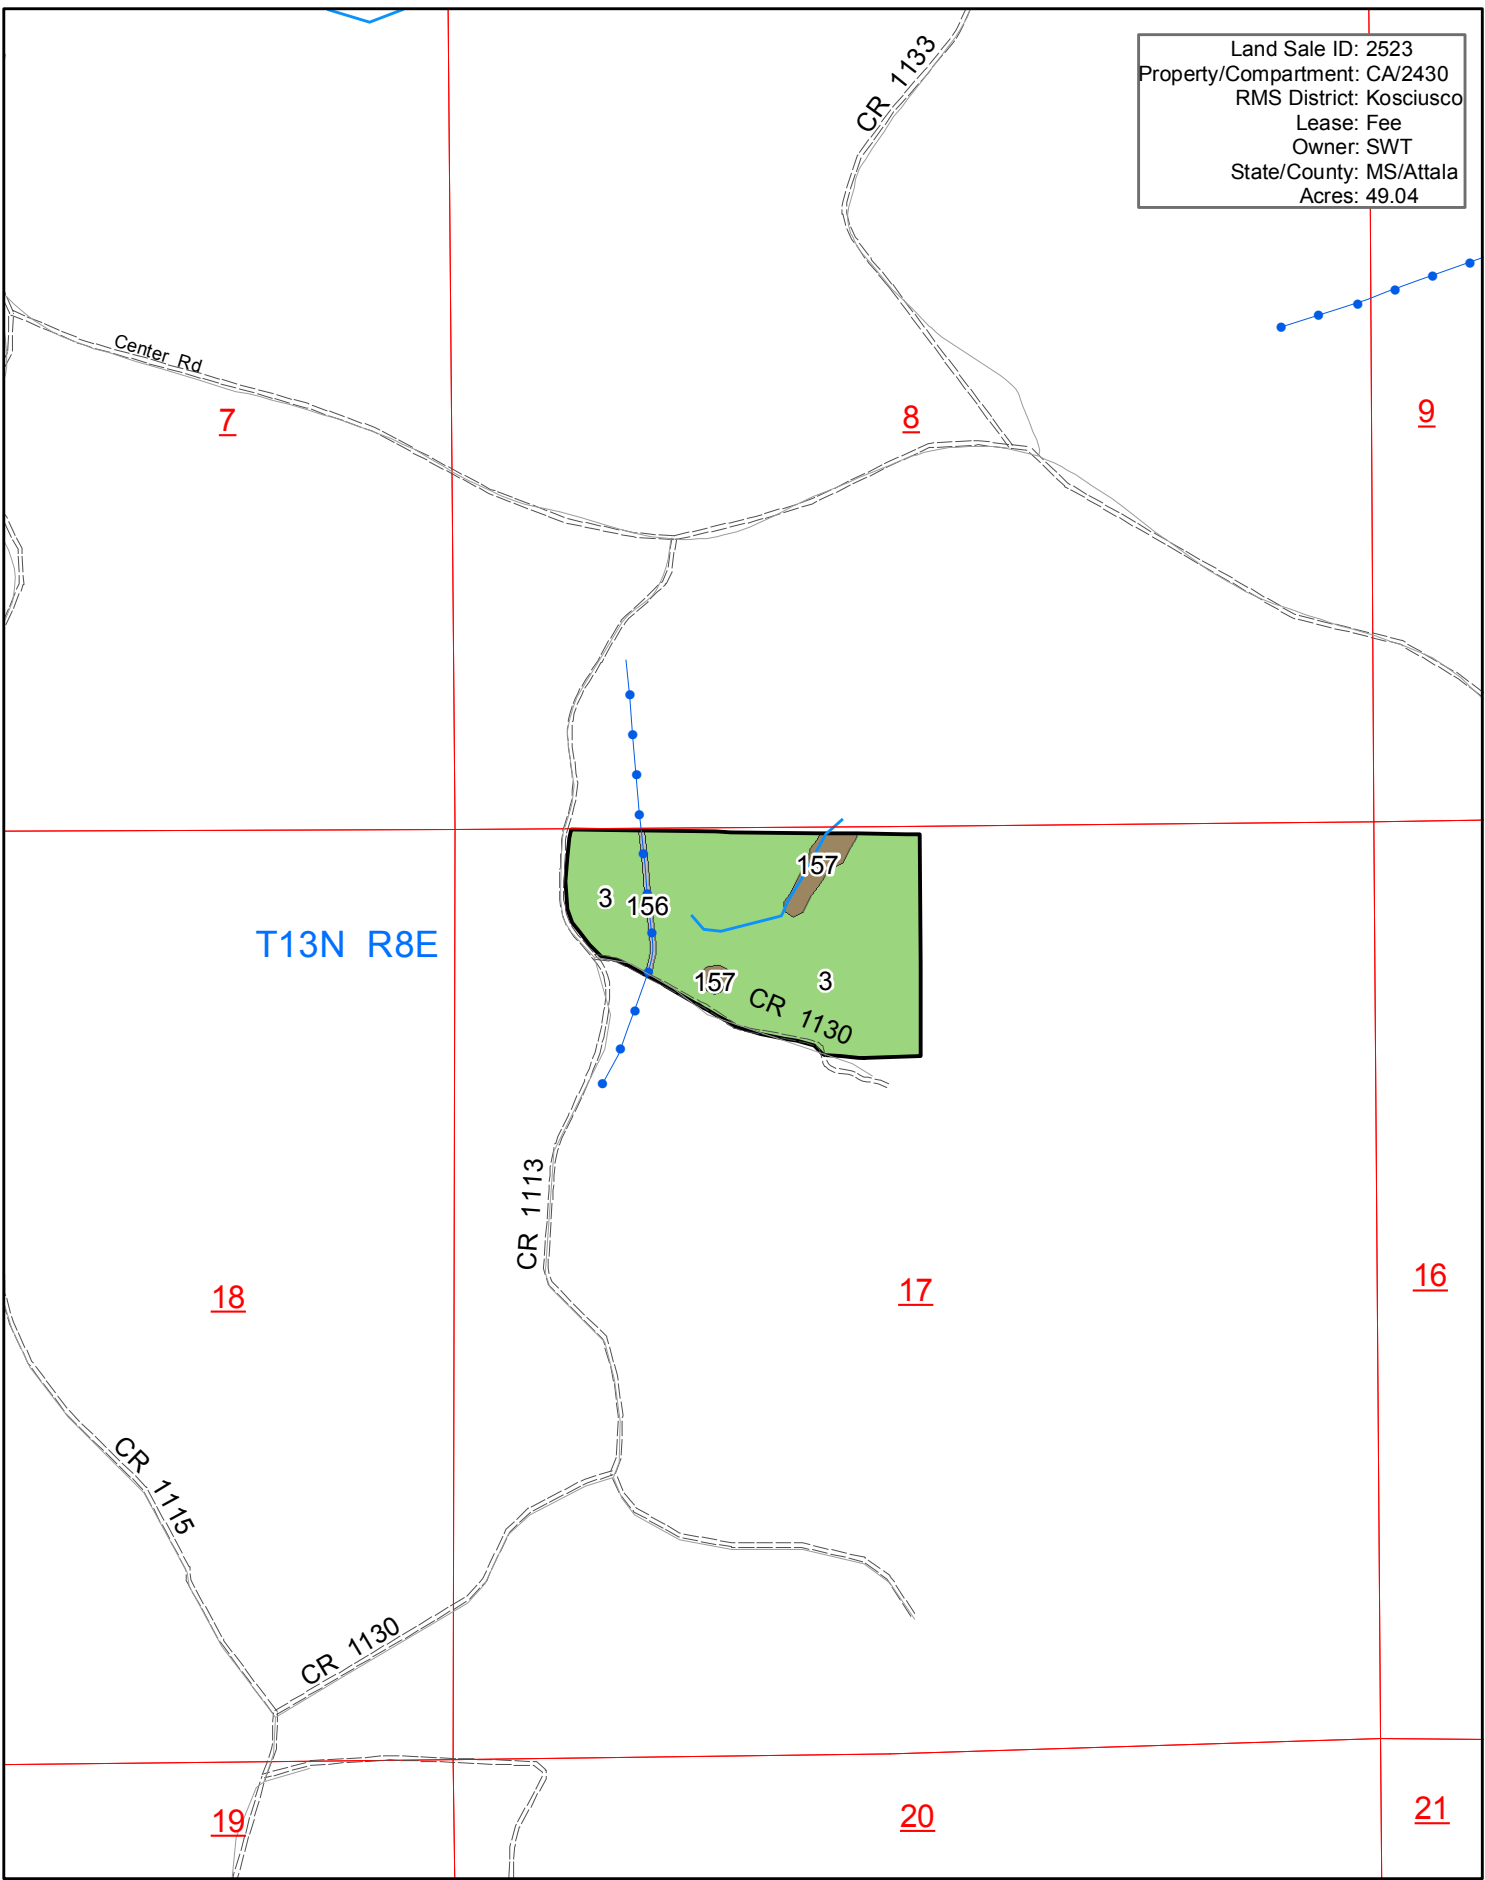 Land Sale ID: 2523
Property/Compartment: CA/2430
RMS District: Kosciusco
Lease: Fee
Owner: SWT
State/County: MS/Attala
Acres: 49.04
CR 1133
Center Rd
7
8
9
157
3
156
T13N R8E
157
3
CR 1130
CR 1113
18
17
16
CR 1115
CR 1130
19
20
21